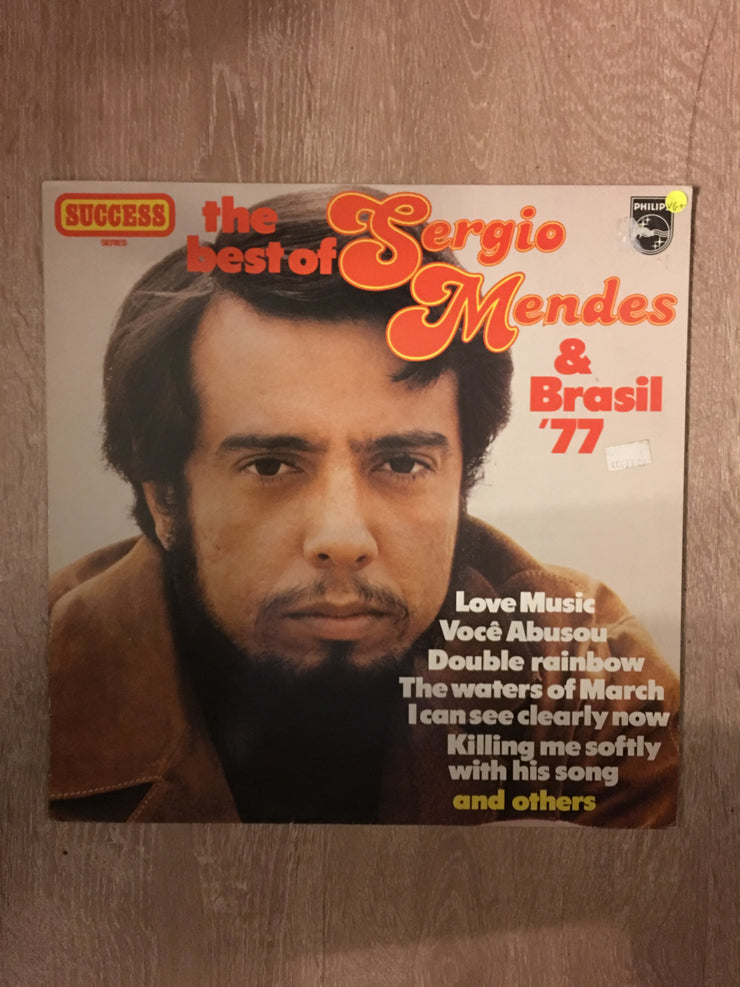 SUCCESS
SERIES
the
best of
Sergio
Mendes
&
Brasil
'77
PHILIPS
Love Music
Você Abusou
Double rainbow
The waters of March
I can see clearly now
Killing me softly
with his song
and others